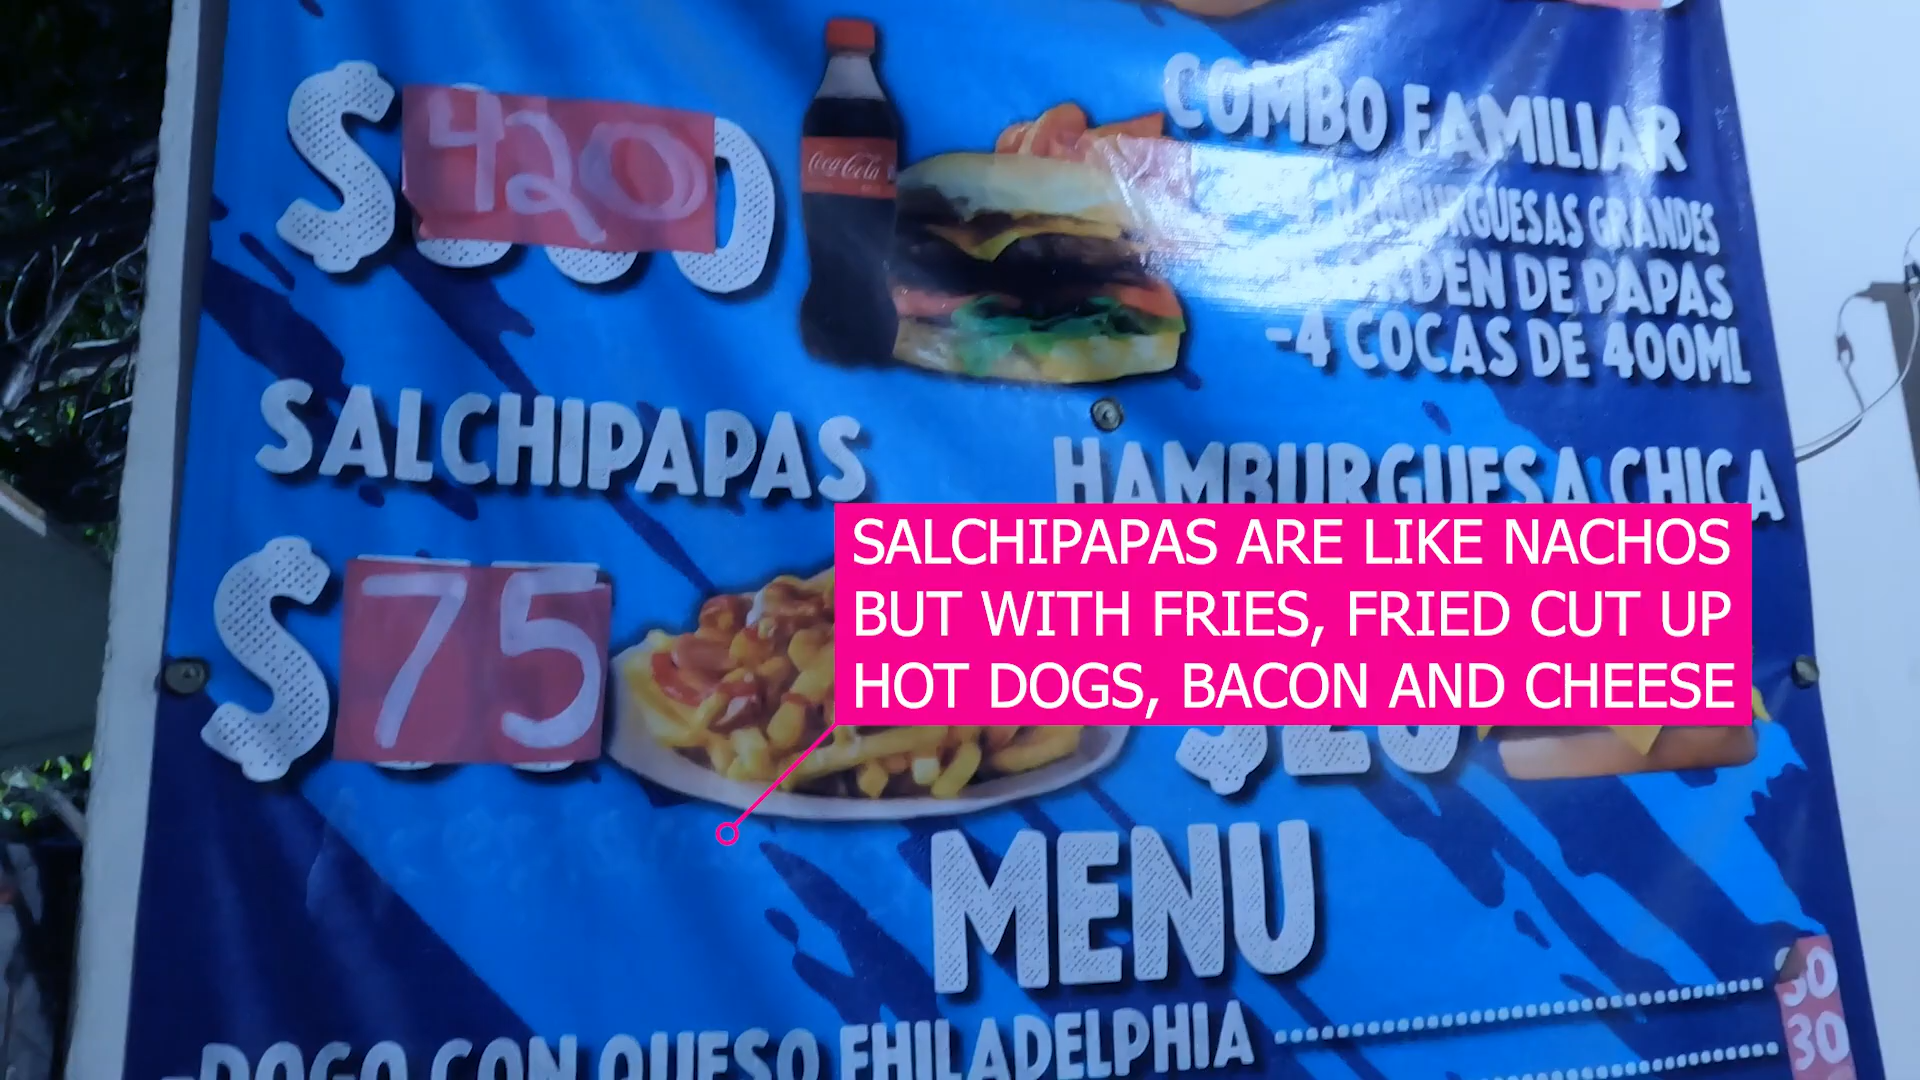 $420
Coca-Cola
COMBO FAMILIAR
HAMBURGUESAS GRANDES
ORDEN DE PAPAS
-4 COCAS DE 400ML
SALCHIPAPAS
$75
HAMBURGUESA CHICA
SALCHIPAPAS ARE LIKE NACHOS
BUT WITH FRIES, FRIED CUT UP
HOT DOGS, BACON AND CHEESE
MENU
-DOGO CON QUESO FHILADELPHIA
30
30